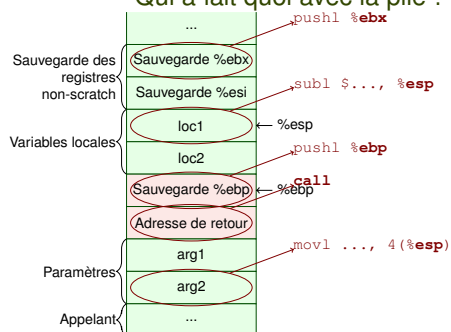 Qui a fait quoi avec la pile ?
...
pushl %ebx
Sauvegarde des
registres
non-scratch
Sauvegarde %ebx
Sauvegarde %esi
subl $..., %esp
Variables locales
loc1
← %esp
loc2
pushl %ebp
Sauvegarde %ebp
← %ebp
call
Adresse de retour
Paramètres
arg1
movl ..., 4(%esp)
arg2
Appelant
...